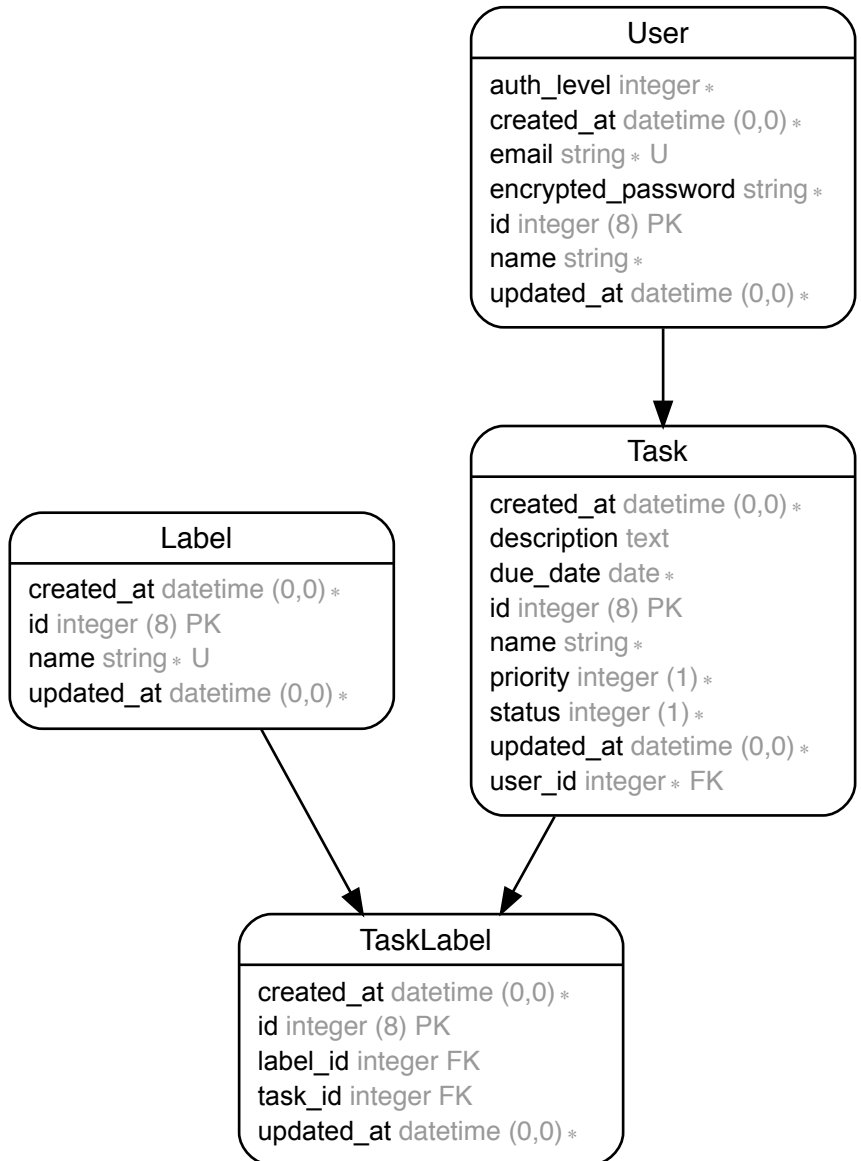 User
auth_level integer ∗
created_at datetime (0,0) ∗
email string ∗ U
encrypted_password string ∗
id integer (8) PK
name string ∗
updated_at datetime (0,0) ∗
Task
created_at datetime (0,0) ∗
description text
due_date date ∗
id integer (8) PK
name string ∗
priority integer (1) ∗
status integer (1) ∗
updated_at datetime (0,0) ∗
user_id integer ∗ FK
Label
created_at datetime (0,0) ∗
id integer (8) PK
name string ∗ U
updated_at datetime (0,0) ∗
TaskLabel
created_at datetime (0,0) ∗
id integer (8) PK
label_id integer FK
task_id integer FK
updated_at datetime (0,0) ∗